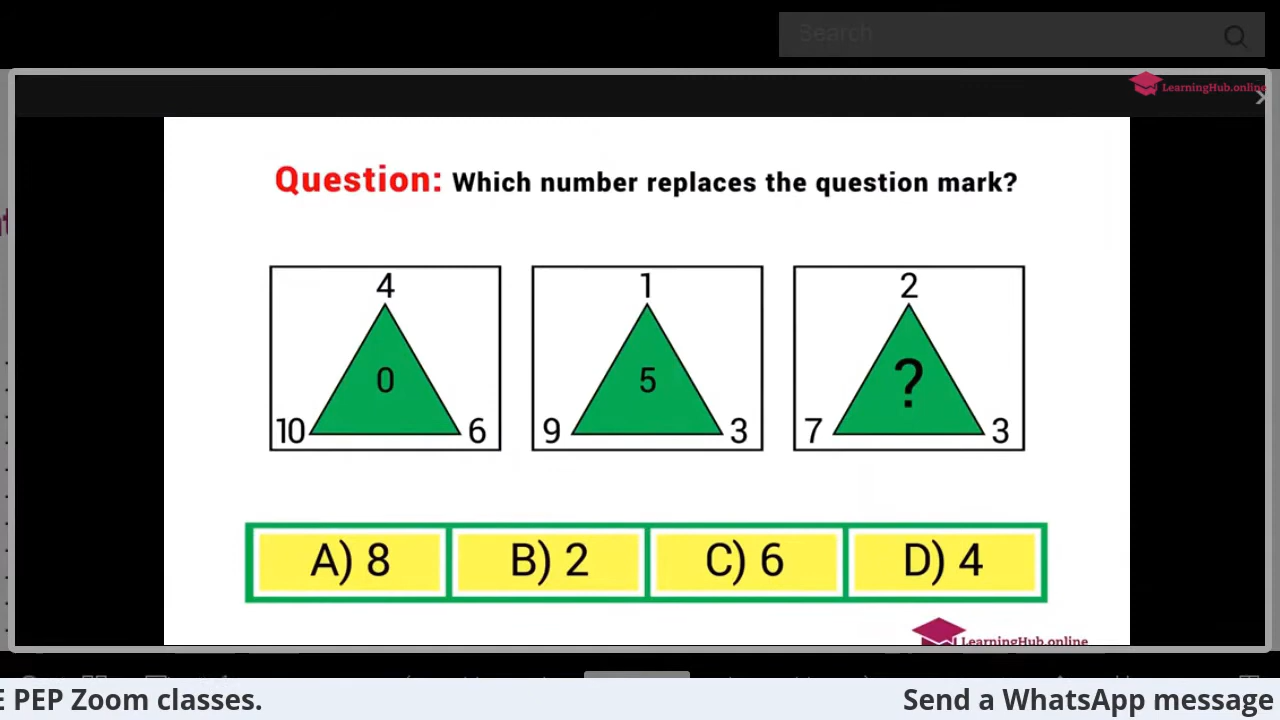 Search
LearningHub.online
Question: Which number replaces the question mark?
4 1 2
0 5 ?
10 6 9 3 7 3
A) 8 B) 2 C) 6 D) 4
LearningHub.online
E PEP Zoom classes. Send a WhatsApp message